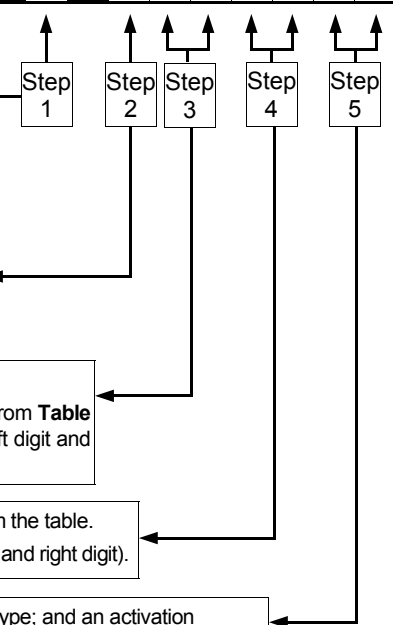 Step Step Step Step Step
1 2 3 4 5
rom Table
ft digit and
the table.
and right digit).
ype; and an activation